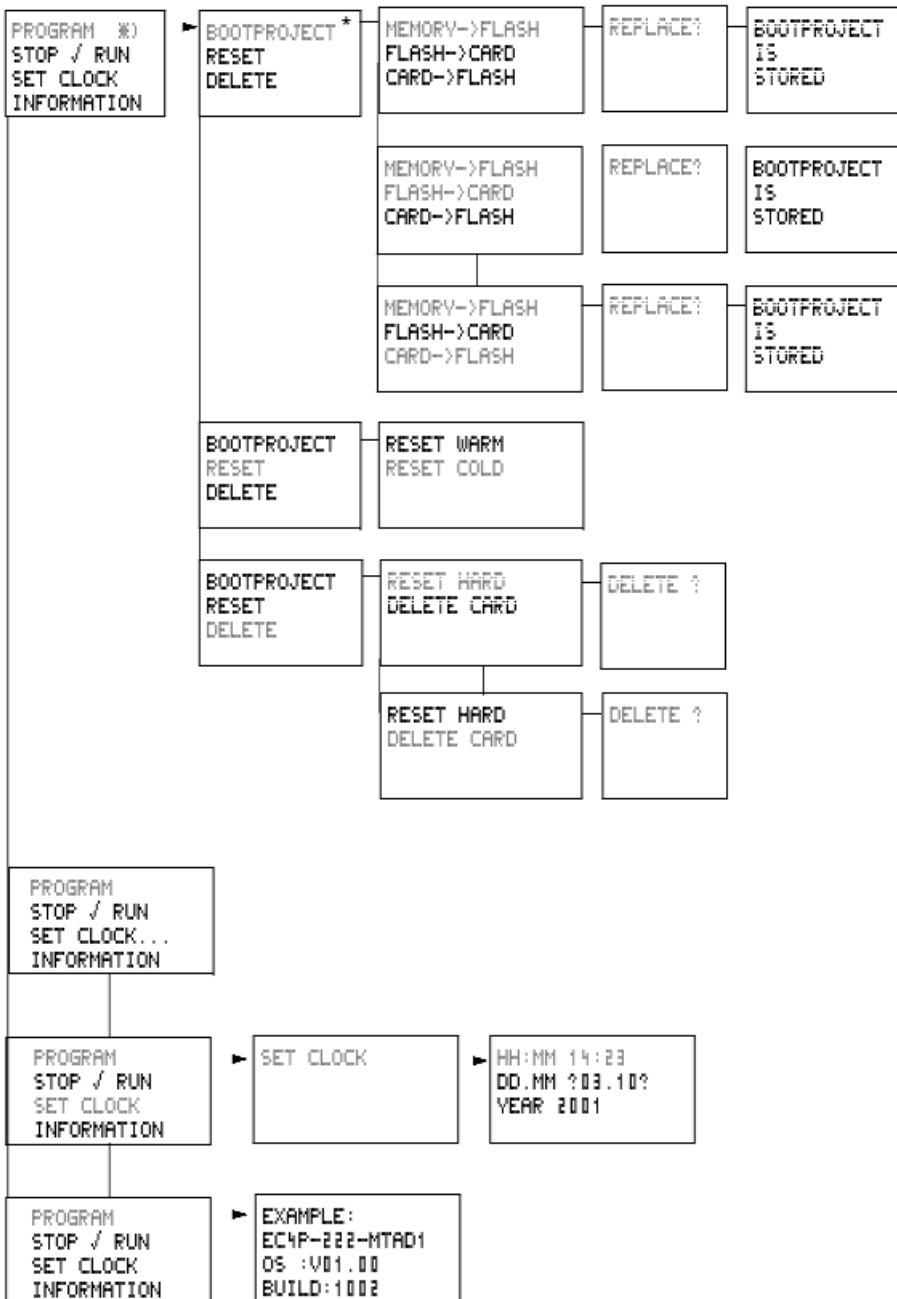 PROGRAM *)
STOP √ RUN
SET CLOCK
INFORMATION
BOOTPROJECT*
RESET
DELETE
MEMORY->FLASH
FLASH->CARD
CARD->FLASH
REPLACE?
BOOTPROJECT
IS
STORED
MEMORY->FLASH
FLASH->CARD
CARD->FLASH
REPLACE?
BOOTPROJECT
IS
STORED
MEMORY->FLASH
FLASH->CARD
CARD->FLASH
REPLACE?
BOOTPROJECT
IS
STORED
BOOTPROJECT
RESET
DELETE
RESET WARM
RESET COLD
BOOTPROJECT
RESET
DELETE
RESET HARD
DELETE CARD
DELETE ?
RESET HARD
DELETE CARD
DELETE ?
PROGRAM
STOP √ RUN
SET CLOCK...
INFORMATION
PROGRAM
STOP √ RUN
SET CLOCK
INFORMATION
SET CLOCK
HH:MM 14:23
DD.MM ?03.10?
YEAR 2001
PROGRAM
STOP √ RUN
SET CLOCK
INFORMATION
EXAMPLE:
EC4P-222-MTAD1
OS :V01.00
BUILD:1002